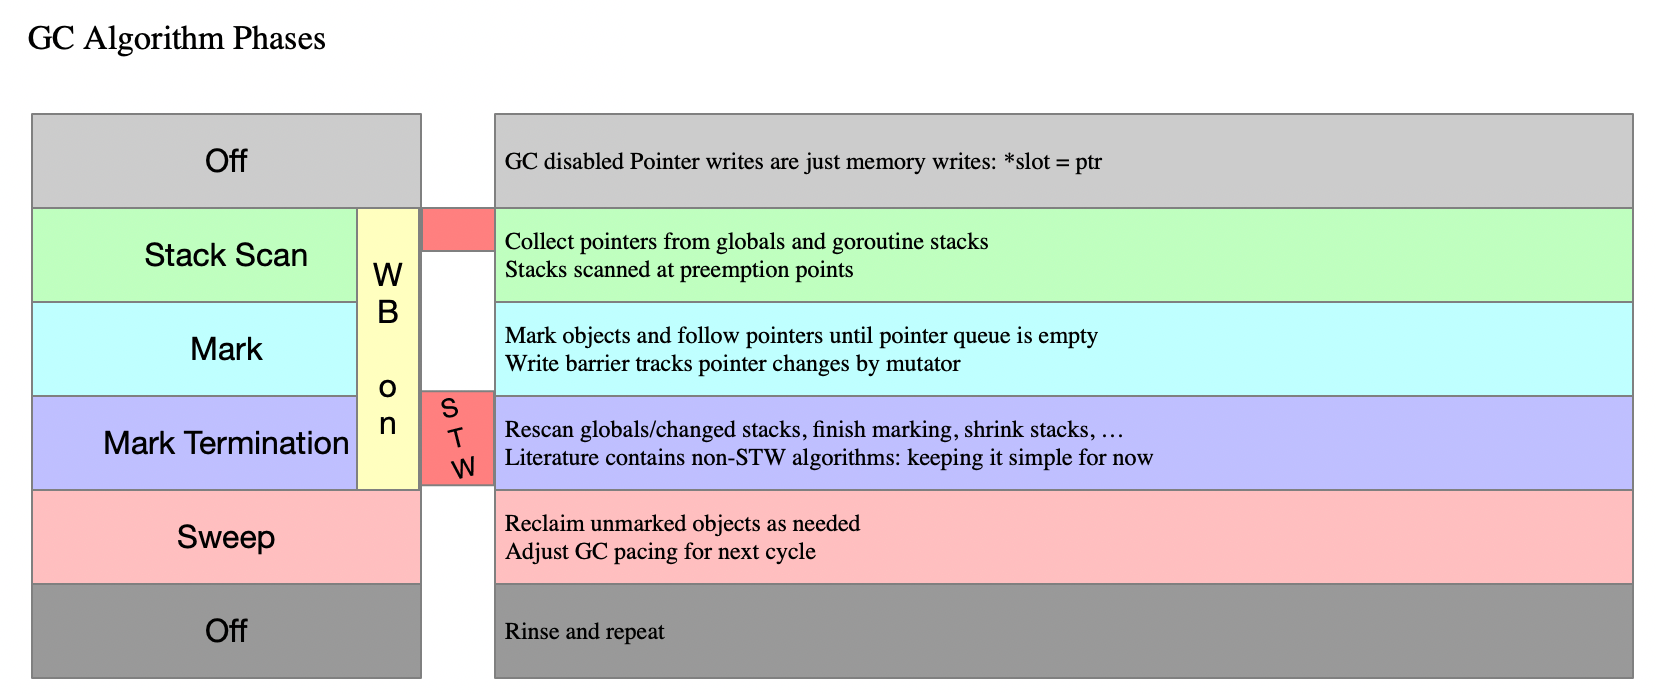 GC Algorithm Phases
Off
GC disabled Pointer writes are just memory writes: *slot = ptr
Stack Scan
Collect pointers from globals and goroutine stacks
Stacks scanned at preemption points
WB on
Mark
Mark objects and follow pointers until pointer queue is empty
Write barrier tracks pointer changes by mutator
Mark Termination
STW
Rescan globals/changed stacks, finish marking, shrink stacks, …
Literature contains non-STW algorithms: keeping it simple for now
Sweep
Reclaim unmarked objects as needed
Adjust GC pacing for next cycle
Off
Rinse and repeat